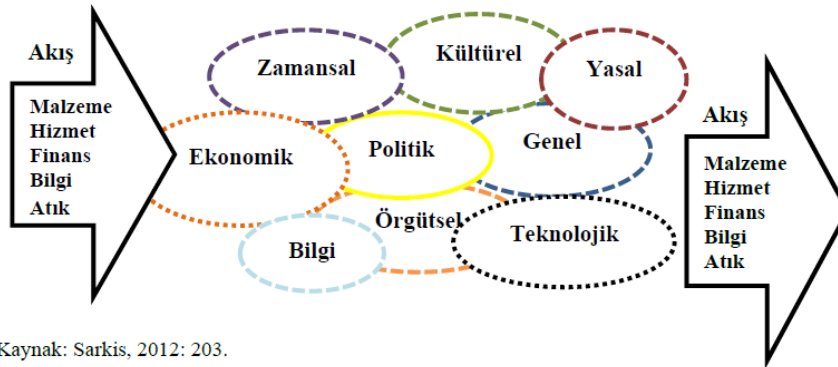 Akış
Malzeme
Hizmet
Finans
Bilgi
Atık
Zamansal
Kültürel
Yasal
Ekonomik
Politik
Genel
Örgütsel
Bilgi
Teknolojik
Akış
Malzeme
Hizmet
Finans
Bilgi
Atık
Kaynak: Sarkis, 2012: 203.